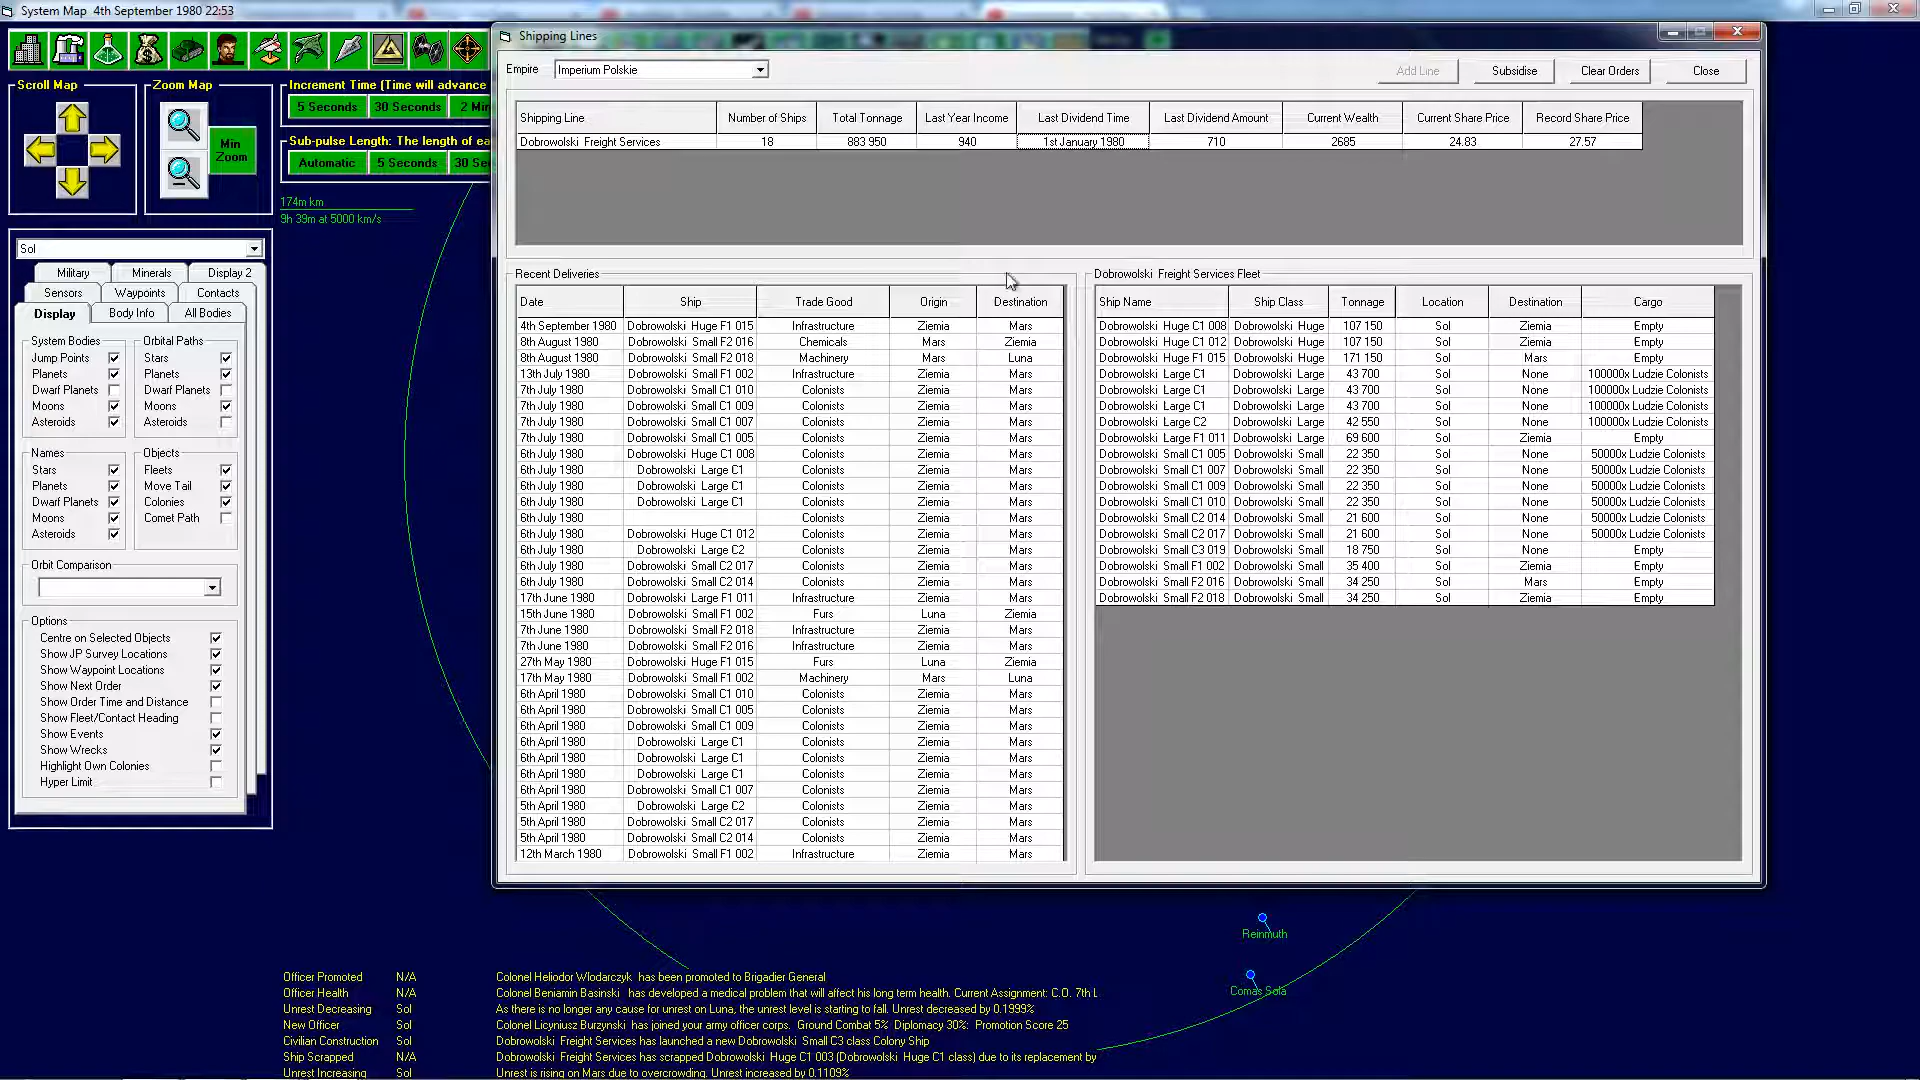 System Map   4th September 1980 22:53
Shipping Lines
Scroll Map
Zoom Map
Min Zoom
Increment Time (Time will advance
5 Seconds 30 Seconds 2 Min
Sub-pulse Length: The length of ea
Automatic 5 Seconds 30 Se
174m km
9h 39m at 5000 km/s
Empire Imperium Polskie Add Line Subsidise Clear Orders Close
Shipping Line Number of Ships Total Tonnage Last Year Income Last Dividend Time Last Dividend Amount Current Wealth Current Share Price Record Share Price
Dobrowolski Freight Services 18 883 950 940 1st January 1980 710 2685 24.83 27.57
Sol
Military Minerals Display 2
Sensors Waypoints Contacts
Display Body Info All Bodies
System Bodies Orbital Paths
Jump Points Stars
Planets Planets
Dwarf Planets Dwarf Planets
Moons Moons
Asteroids Asteroids
Names Objects
Stars Fleets
Planets Move Tail
Dwarf Planets Colonies
Moons Comet Path
Asteroids
Orbit Comparison
Options
Centre on Selected Objects
Show JP Survey Locations
Show Waypoint Locations
Show Next Order
Show Order Time and Distance
Show Fleet/Contact Heading
Show Events
Show Wrecks
Highlight Own Colonies
Hyper Limit
Recent Deliveries
Date Ship Trade Good Origin Destination
4th September 1980 Dobrowolski Huge F1 015 Infrastructure Ziemia Mars
8th August 1980 Dobrowolski Small F2 016 Chemicals Mars Ziemia
8th August 1980 Dobrowolski Small F2 018 Machinery Mars Luna
13th July 1980 Dobrowolski Small F1 002 Infrastructure Ziemia Mars
7th July 1980 Dobrowolski Small C1 010 Colonists Ziemia Mars
7th July 1980 Dobrowolski Small C1 009 Colonists Ziemia Mars
7th July 1980 Dobrowolski Small C1 007 Colonists Ziemia Mars
7th July 1980 Dobrowolski Small C1 005 Colonists Ziemia Mars
6th July 1980 Dobrowolski Huge C1 008 Colonists Ziemia Mars
6th July 1980 Dobrowolski Large C1 Colonists Ziemia Mars
6th July 1980 Dobrowolski Large C1 Colonists Ziemia Mars
6th July 1980 Dobrowolski Large C1 Colonists Ziemia Mars
6th July 1980 Colonists Ziemia Mars
6th July 1980 Dobrowolski Huge C1 012 Colonists Ziemia Mars
6th July 1980 Dobrowolski Large C2 Colonists Ziemia Mars
6th July 1980 Dobrowolski Small C2 017 Colonists Ziemia Mars
6th July 1980 Dobrowolski Small C2 014 Colonists Ziemia Mars
17th June 1980 Dobrowolski Large F1 011 Infrastructure Ziemia Mars
15th June 1980 Dobrowolski Small F1 002 Furs Luna Ziemia
7th June 1980 Dobrowolski Small F2 018 Infrastructure Ziemia Mars
7th June 1980 Dobrowolski Small F2 016 Infrastructure Ziemia Mars
27th May 1980 Dobrowolski Huge F1 015 Furs Luna Ziemia
17th May 1980 Dobrowolski Small F1 002 Machinery Mars Luna
6th April 1980 Dobrowolski Small C1 010 Colonists Ziemia Mars
6th April 1980 Dobrowolski Small C1 005 Colonists Ziemia Mars
6th April 1980 Dobrowolski Small C1 009 Colonists Ziemia Mars
6th April 1980 Dobrowolski Large C1 Colonists Ziemia Mars
6th April 1980 Dobrowolski Large C1 Colonists Ziemia Mars
6th April 1980 Dobrowolski Large C1 Colonists Ziemia Mars
6th April 1980 Dobrowolski Small C1 007 Colonists Ziemia Mars
5th April 1980 Dobrowolski Large C2 Colonists Ziemia Mars
5th April 1980 Dobrowolski Small C2 017 Colonists Ziemia Mars
5th April 1980 Dobrowolski Small C2 014 Colonists Ziemia Mars
12th March 1980 Dobrowolski Small F1 002 Infrastructure Ziemia Mars
Dobrowolski Freight Services Fleet
Ship Name Ship Class Tonnage Location Destination Cargo
Dobrowolski Huge C1 008 Dobrowolski Huge 107 150 Sol Ziemia Empty
Dobrowolski Huge C1 012 Dobrowolski Huge 107 150 Sol Ziemia Empty
Dobrowolski Huge F1 015 Dobrowolski Huge 171 150 Sol Mars Empty
Dobrowolski Large C1 Dobrowolski Large 43 700 Sol None 100000x Ludzie Colonists
Dobrowolski Large C1 Dobrowolski Large 43 700 Sol None 100000x Ludzie Colonists
Dobrowolski Large C1 Dobrowolski Large 43 700 Sol None 100000x Ludzie Colonists
Dobrowolski Large C2 Dobrowolski Large 42 550 Sol None 100000x Ludzie Colonists
Dobrowolski Large F1 011 Dobrowolski Large 69 600 Sol Ziemia Empty
Dobrowolski Small C1 005 Dobrowolski Small 22 350 Sol None 50000x Ludzie Colonists
Dobrowolski Small C1 007 Dobrowolski Small 22 350 Sol None 50000x Ludzie Colonists
Dobrowolski Small C1 009 Dobrowolski Small 22 350 Sol None 50000x Ludzie Colonists
Dobrowolski Small C1 010 Dobrowolski Small 22 350 Sol None 50000x Ludzie Colonists
Dobrowolski Small C2 014 Dobrowolski Small 21 600 Sol None 50000x Ludzie Colonists
Dobrowolski Small C2 017 Dobrowolski Small 21 600 Sol None 50000x Ludzie Colonists
Dobrowolski Small C3 019 Dobrowolski Small 18 750 Sol None Empty
Dobrowolski Small F1 002 Dobrowolski Small 35 400 Sol Ziemia Empty
Dobrowolski Small F2 016 Dobrowolski Small 34 250 Sol Mars Empty
Dobrowolski Small F2 018 Dobrowolski Small 34 250 Sol Ziemia Empty
Reinmuth
Comas Sola
Officer Promoted N/A Colonel Heliodor Wlodarczyk has been promoted to Brigadier General
Officer Health N/A Colonel Beniamin Basinski has developed a medical problem that will affect his long term health. Current Assignment: C.O. 7th L
Unrest Decreasing Sol As there is no longer any cause for unrest on Luna, the unrest level is starting to fall. Unrest decreased by 0.1999%
New Officer Sol Colonel Licyniusz Burzynski has joined your army officer corps. Ground Combat 5% Diplomacy 30%: Promotion Score 25
Civilian Construction Sol Dobrowolski Freight Services has launched a new Dobrowolski Small C3 class Colony Ship
Ship Scrapped N/A Dobrowolski Freight Services has scrapped Dobrowolski Huge C1 003 (Dobrowolski Huge C1 class) due to its replacement by
Unrest Increasing Sol Unrest is rising on Mars due to overcrowding. Unrest increased by 0.1109%